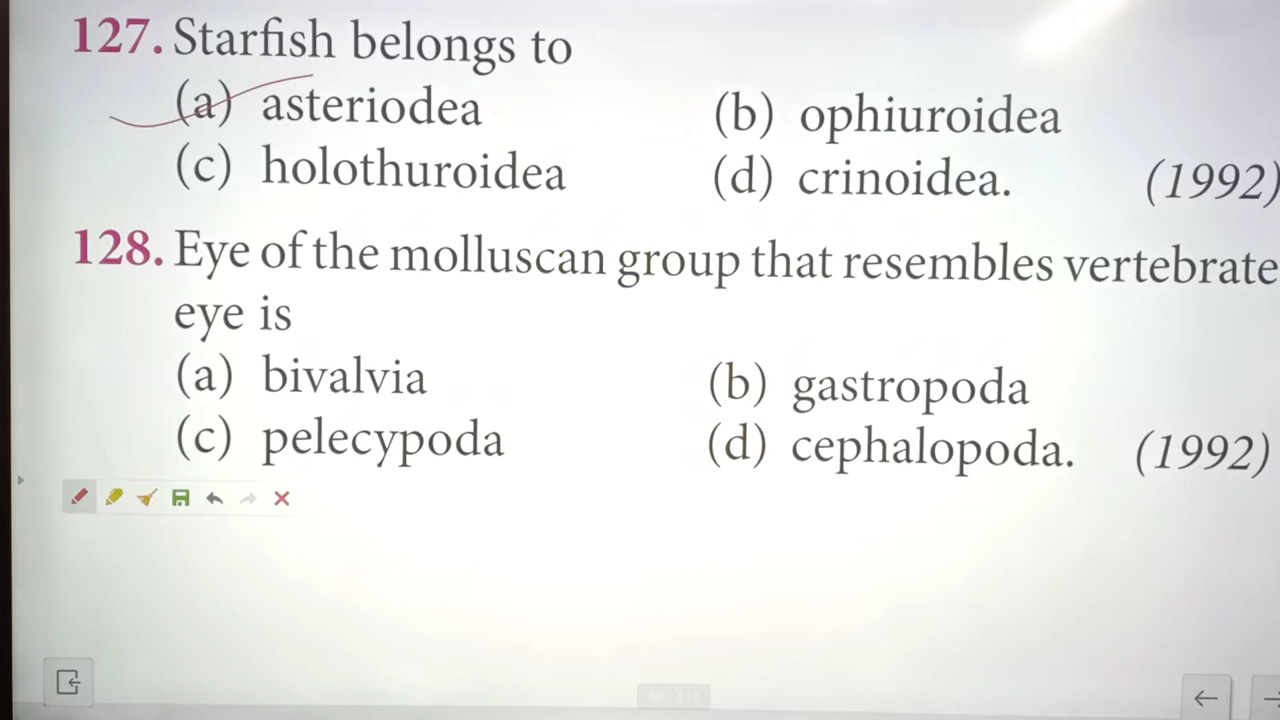 127. Starfish belongs to
(a) asteriodea (b) ophiuroidea
(c) holothuroidea (d) crinoidea. (1992)
128. Eye of the molluscan group that resembles vertebrate
eye is
(a) bivalvia (b) gastropoda
(c) pelecypoda (d) cephalopoda. (1992)